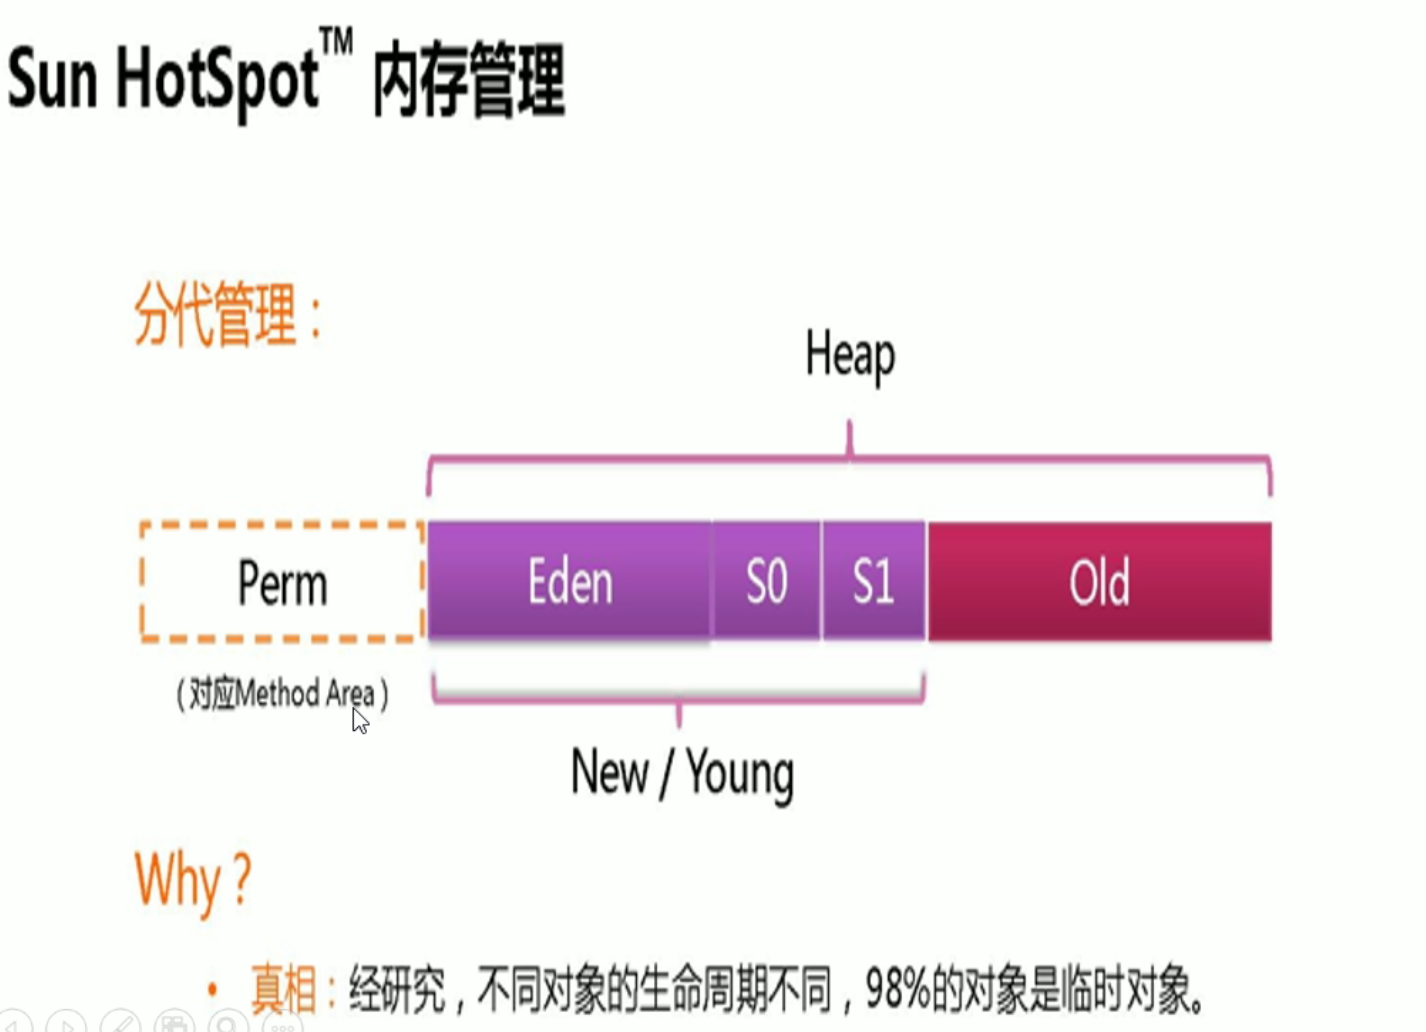 Sun HotSpot™ 内存管理
分代管理：
Heap
Perm
Eden
S0
S1
Old
（对应Method Area）
New / Young
Why？
• 真相：经研究，不同对象的生命周期不同，98%的对象是临时对象。